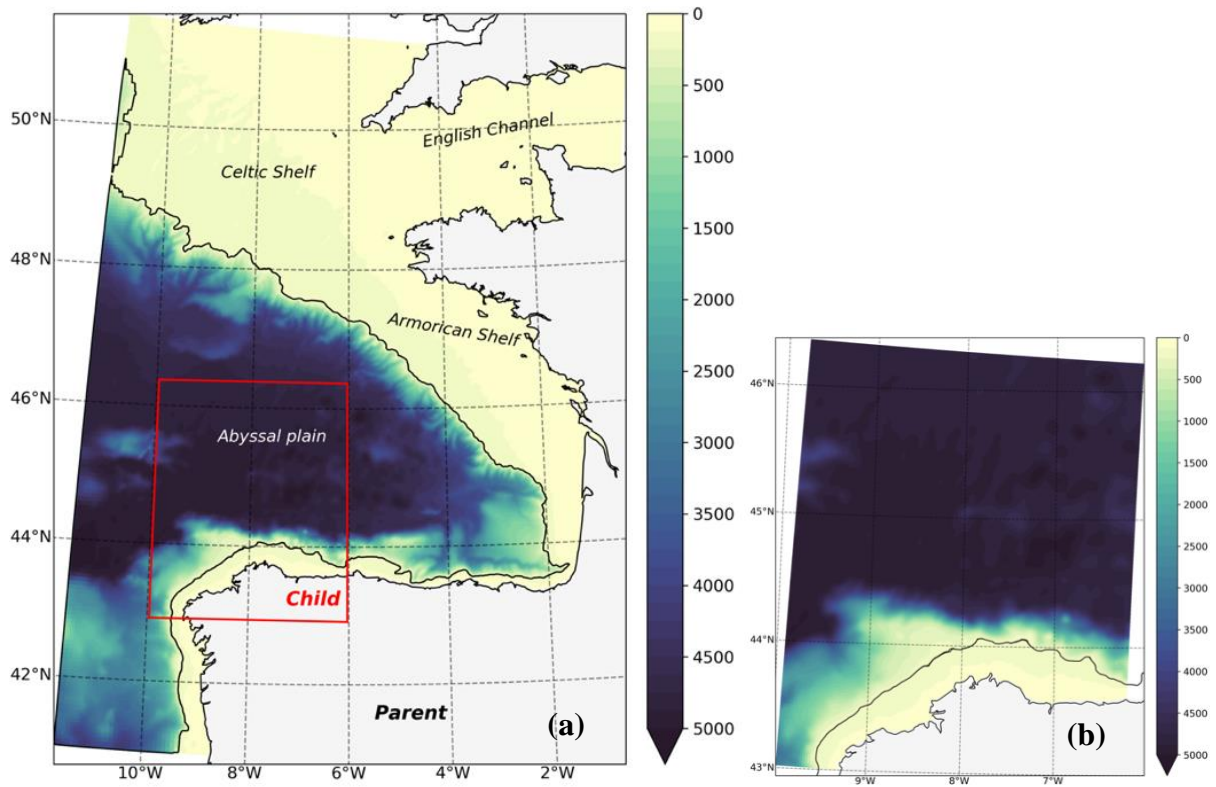 50°N
48°N
46°N
44°N
42°N
10°W
8°W
6°W
4°W
2°W
Celtic Shelf
English Channel
Armorican Shelf
Abyssal plain
Child
Parent
(a)
0
500
1000
1500
2000
2500
3000
3500
4000
4500
5000
46°N
45°N
44°N
43°N
9°W
8°W
7°W
(b)
0
500
1000
1500
2000
2500
3000
3500
4000
4500
5000